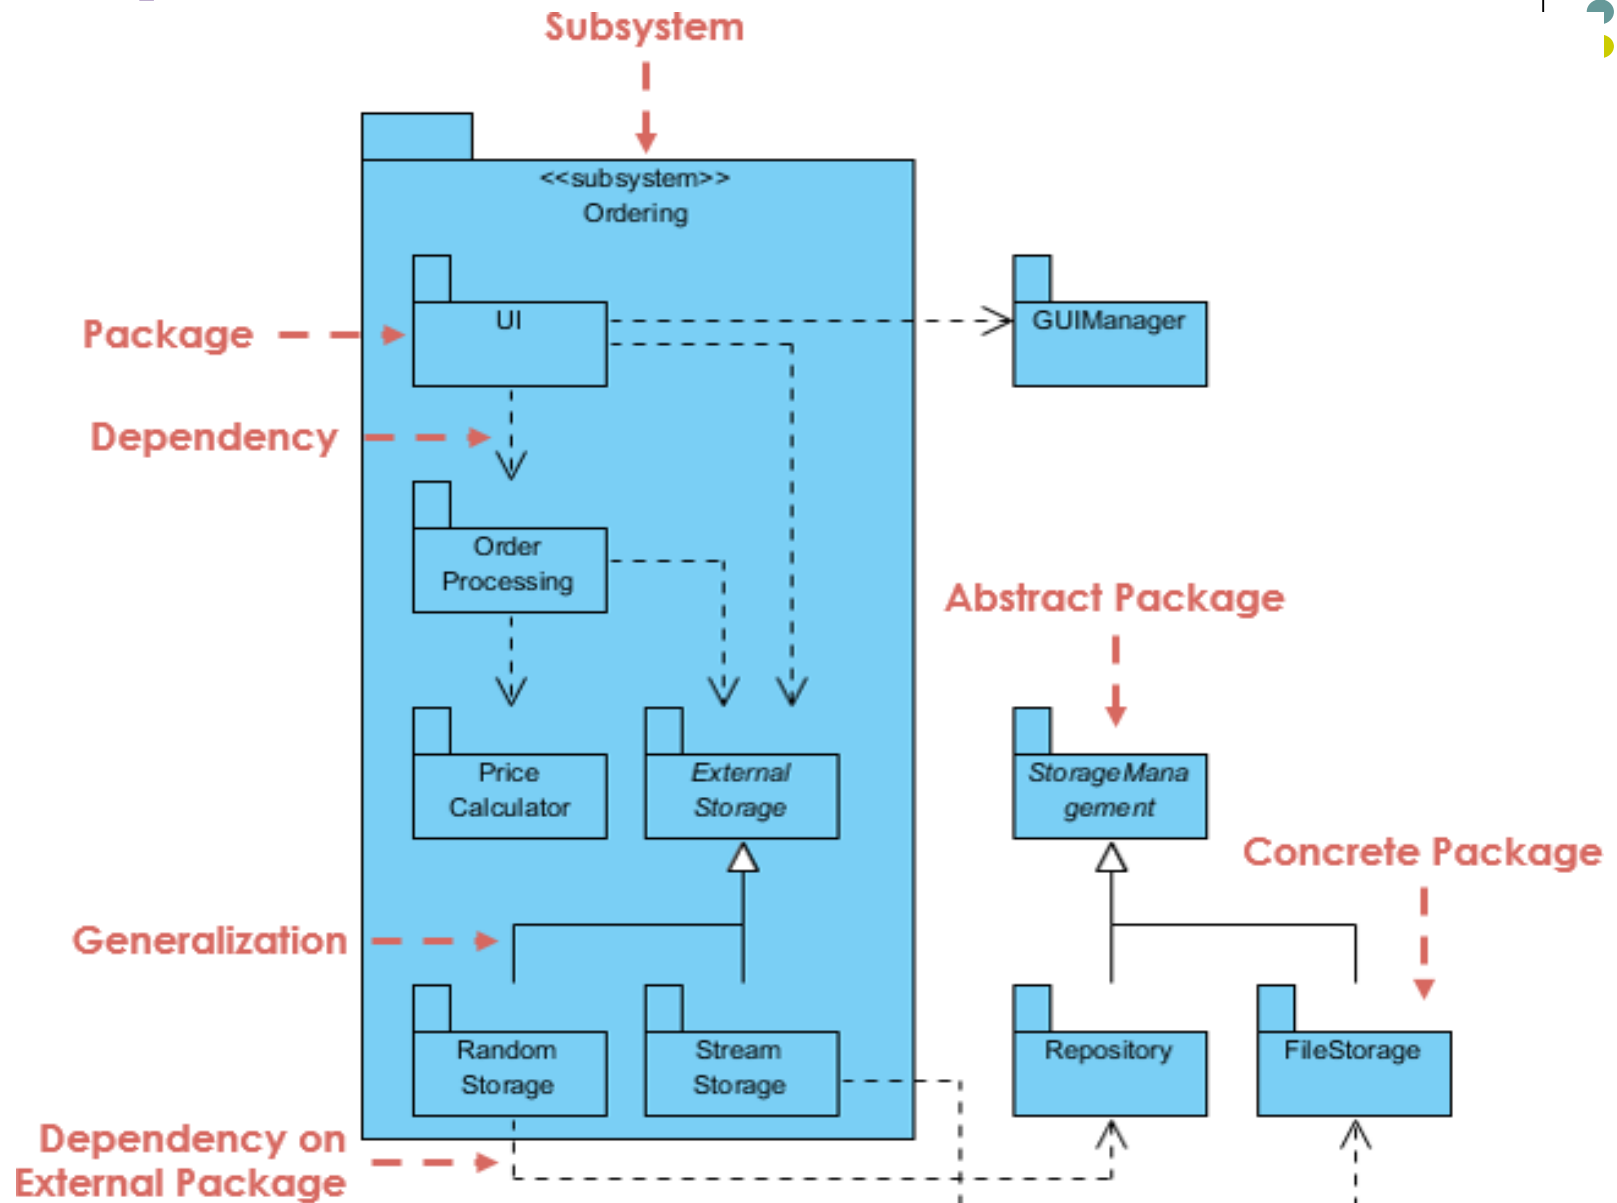 Subsystem
<<subsystem>>
Ordering
Package
UI
GUIManager
Dependency
Order
Processing
Abstract Package
Price
Calculator
External
Storage
StorageMana
gement
Concrete Package
Generalization
Random
Storage
Stream
Storage
Repository
FileStorage
Dependency on
External Package